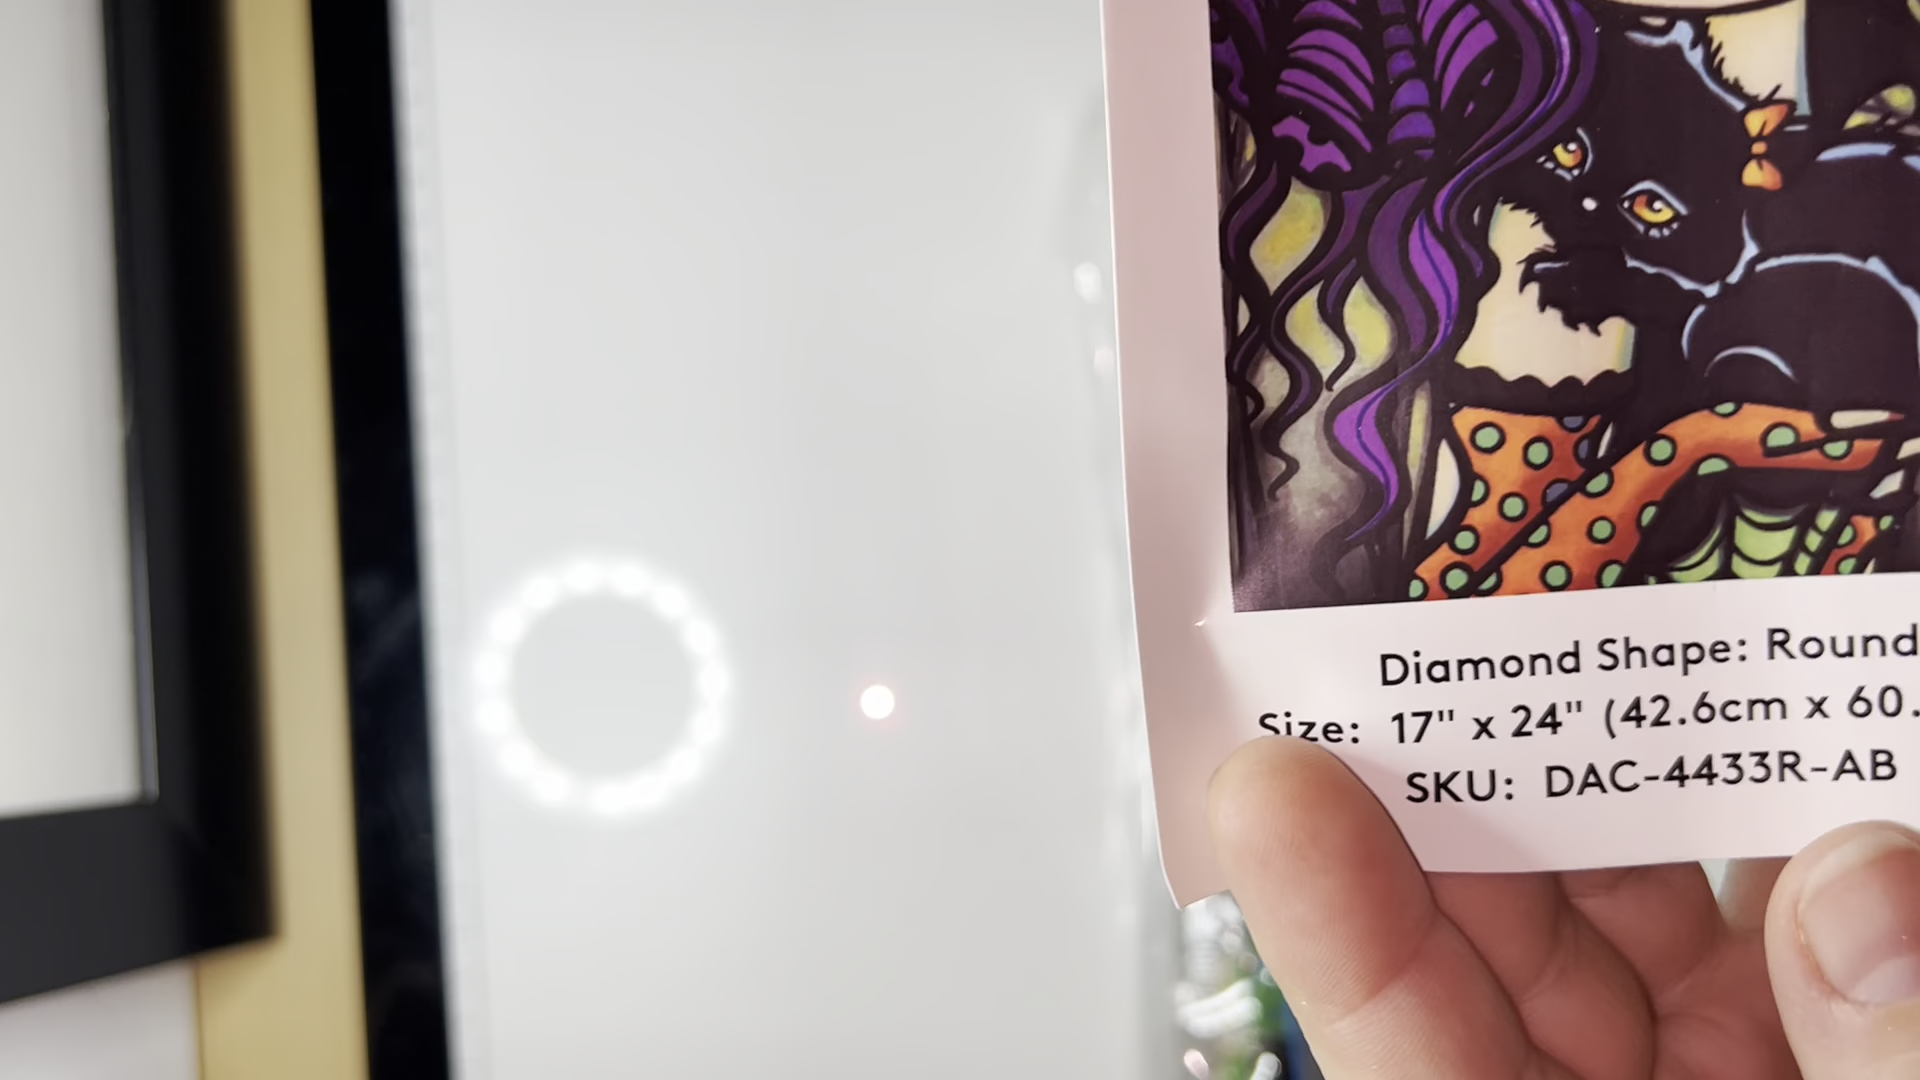 Diamond Shape: Round
Size: 17" x 24" (42.6cm x 60.
SKU: DAC-4433R-AB